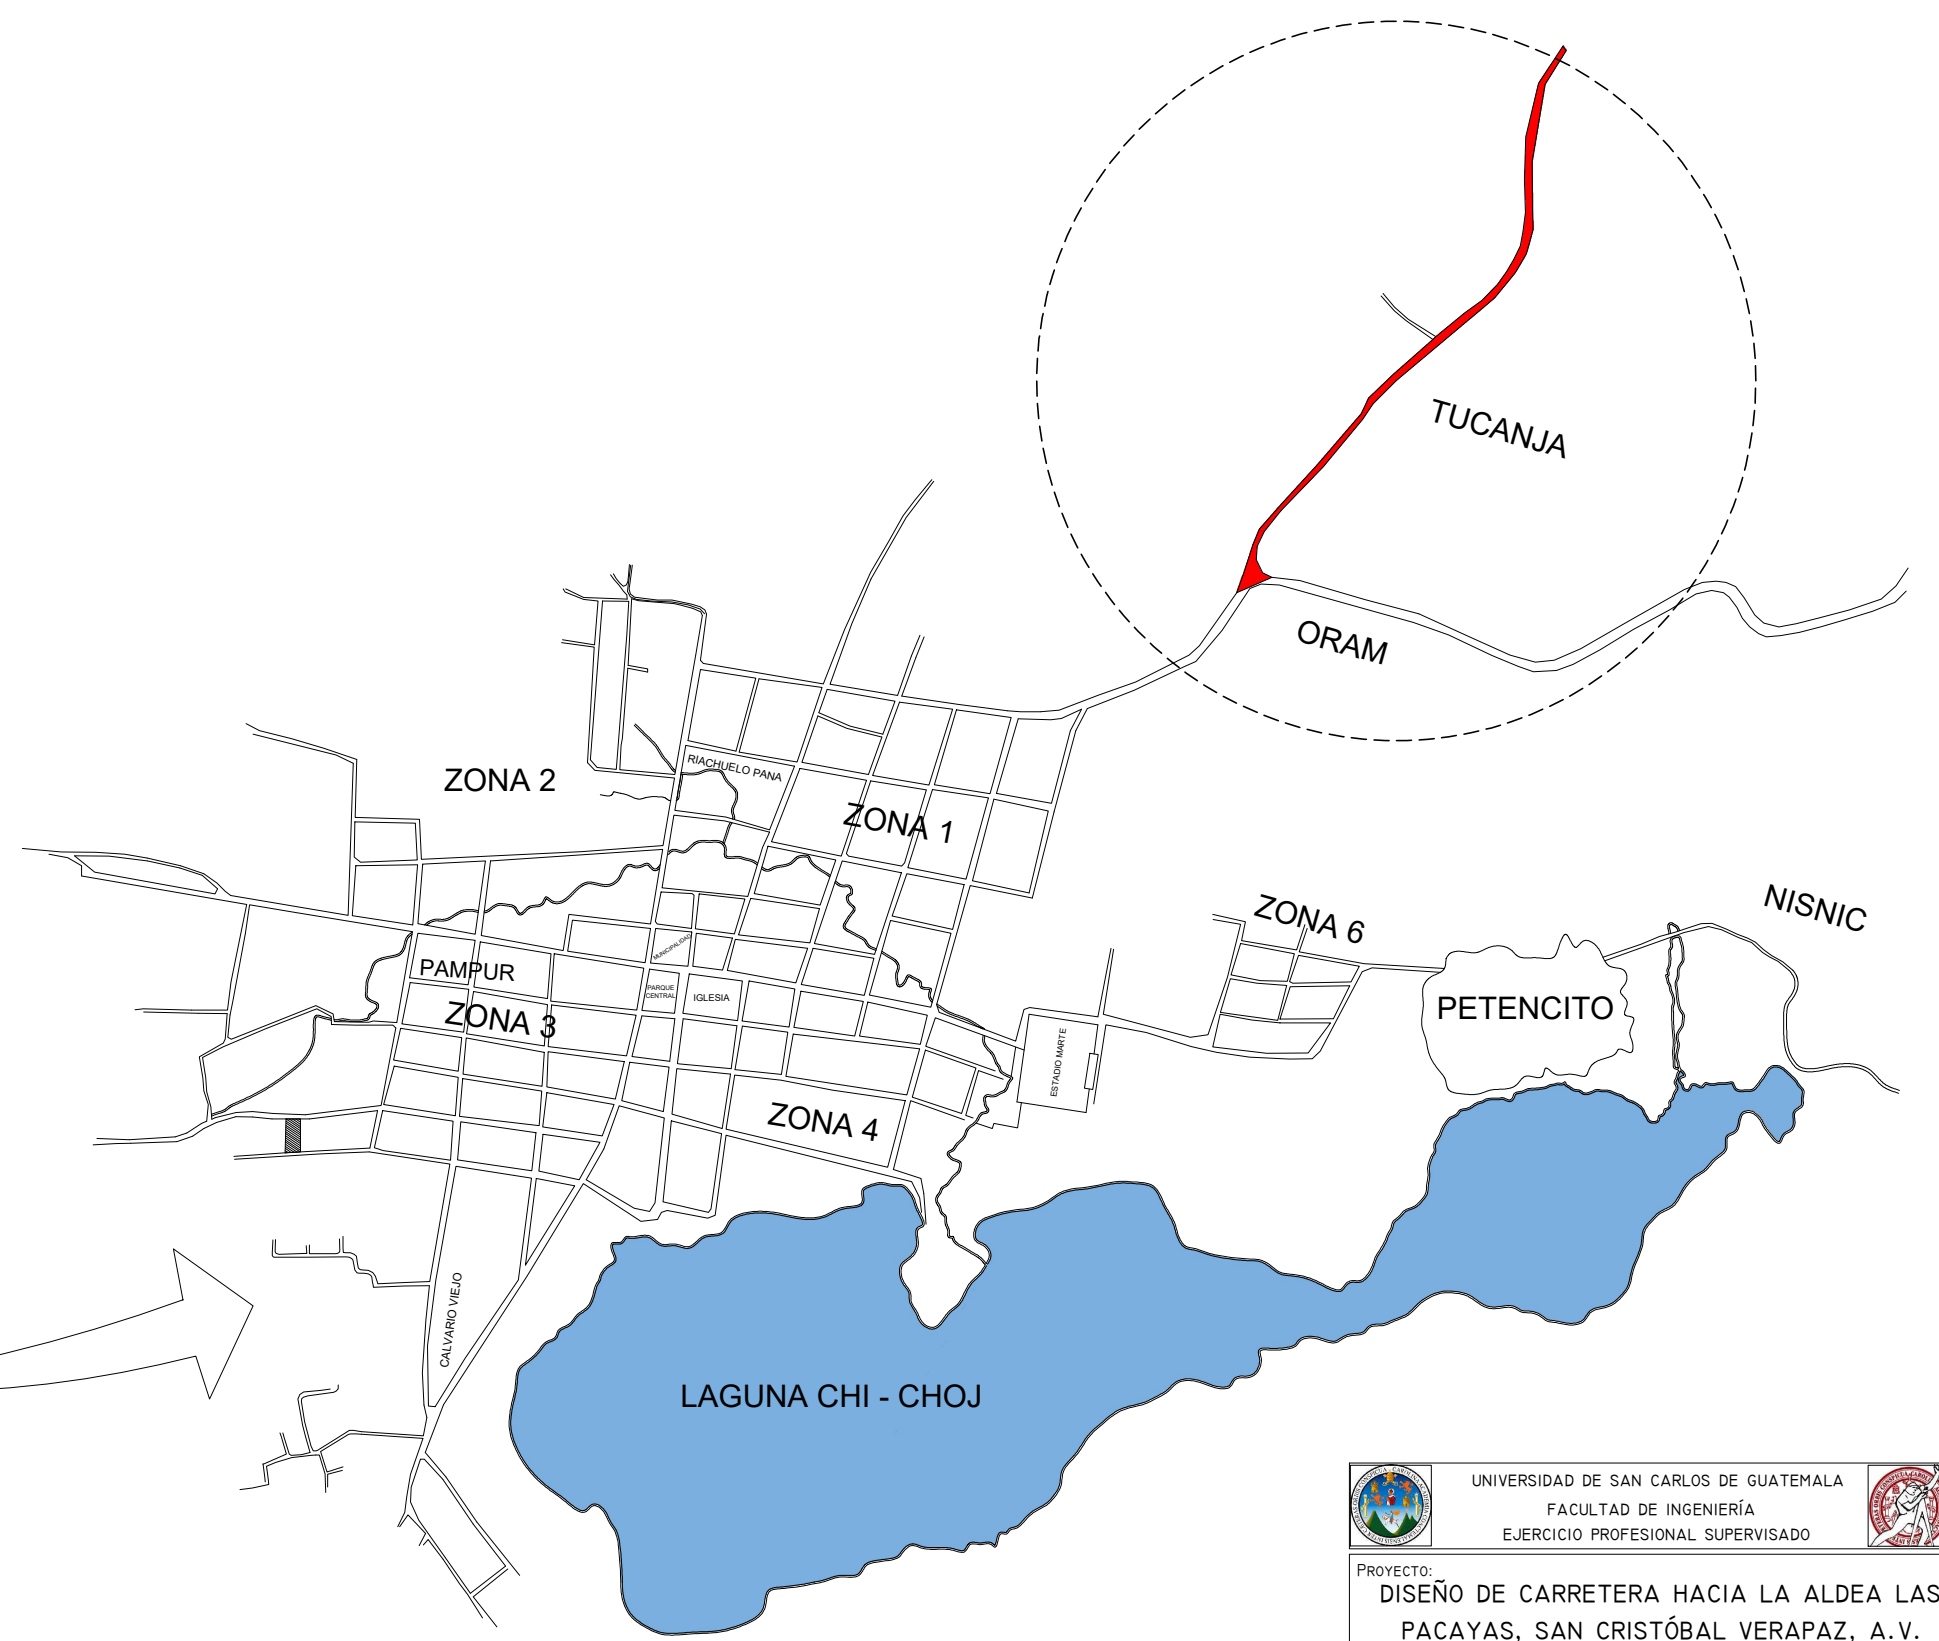 TUCANJA
ORAM
ZONA 2
RIACHUELO PANA
ZONA 1
ZONA 6
NISNIC
MUNICIPALIDAD
PAMPUR
PARQUE
CENTRAL
IGLESIA
PETENCITO
ZONA 3
ESTADIO MARTE
ZONA 4
CALVARIO VIEJO
LAGUNA CHI - CHOJ
UNIVERSIDAD DE SAN CARLOS DE GUATEMALA
FACULTAD DE INGENIERÍA
EJERCICIO PROFESIONAL SUPERVISADO
PROYECTO:
DISEÑO DE CARRETERA HACIA LA ALDEA LAS
PACAYAS, SAN CRISTÓBAL VERAPAZ, A.V.